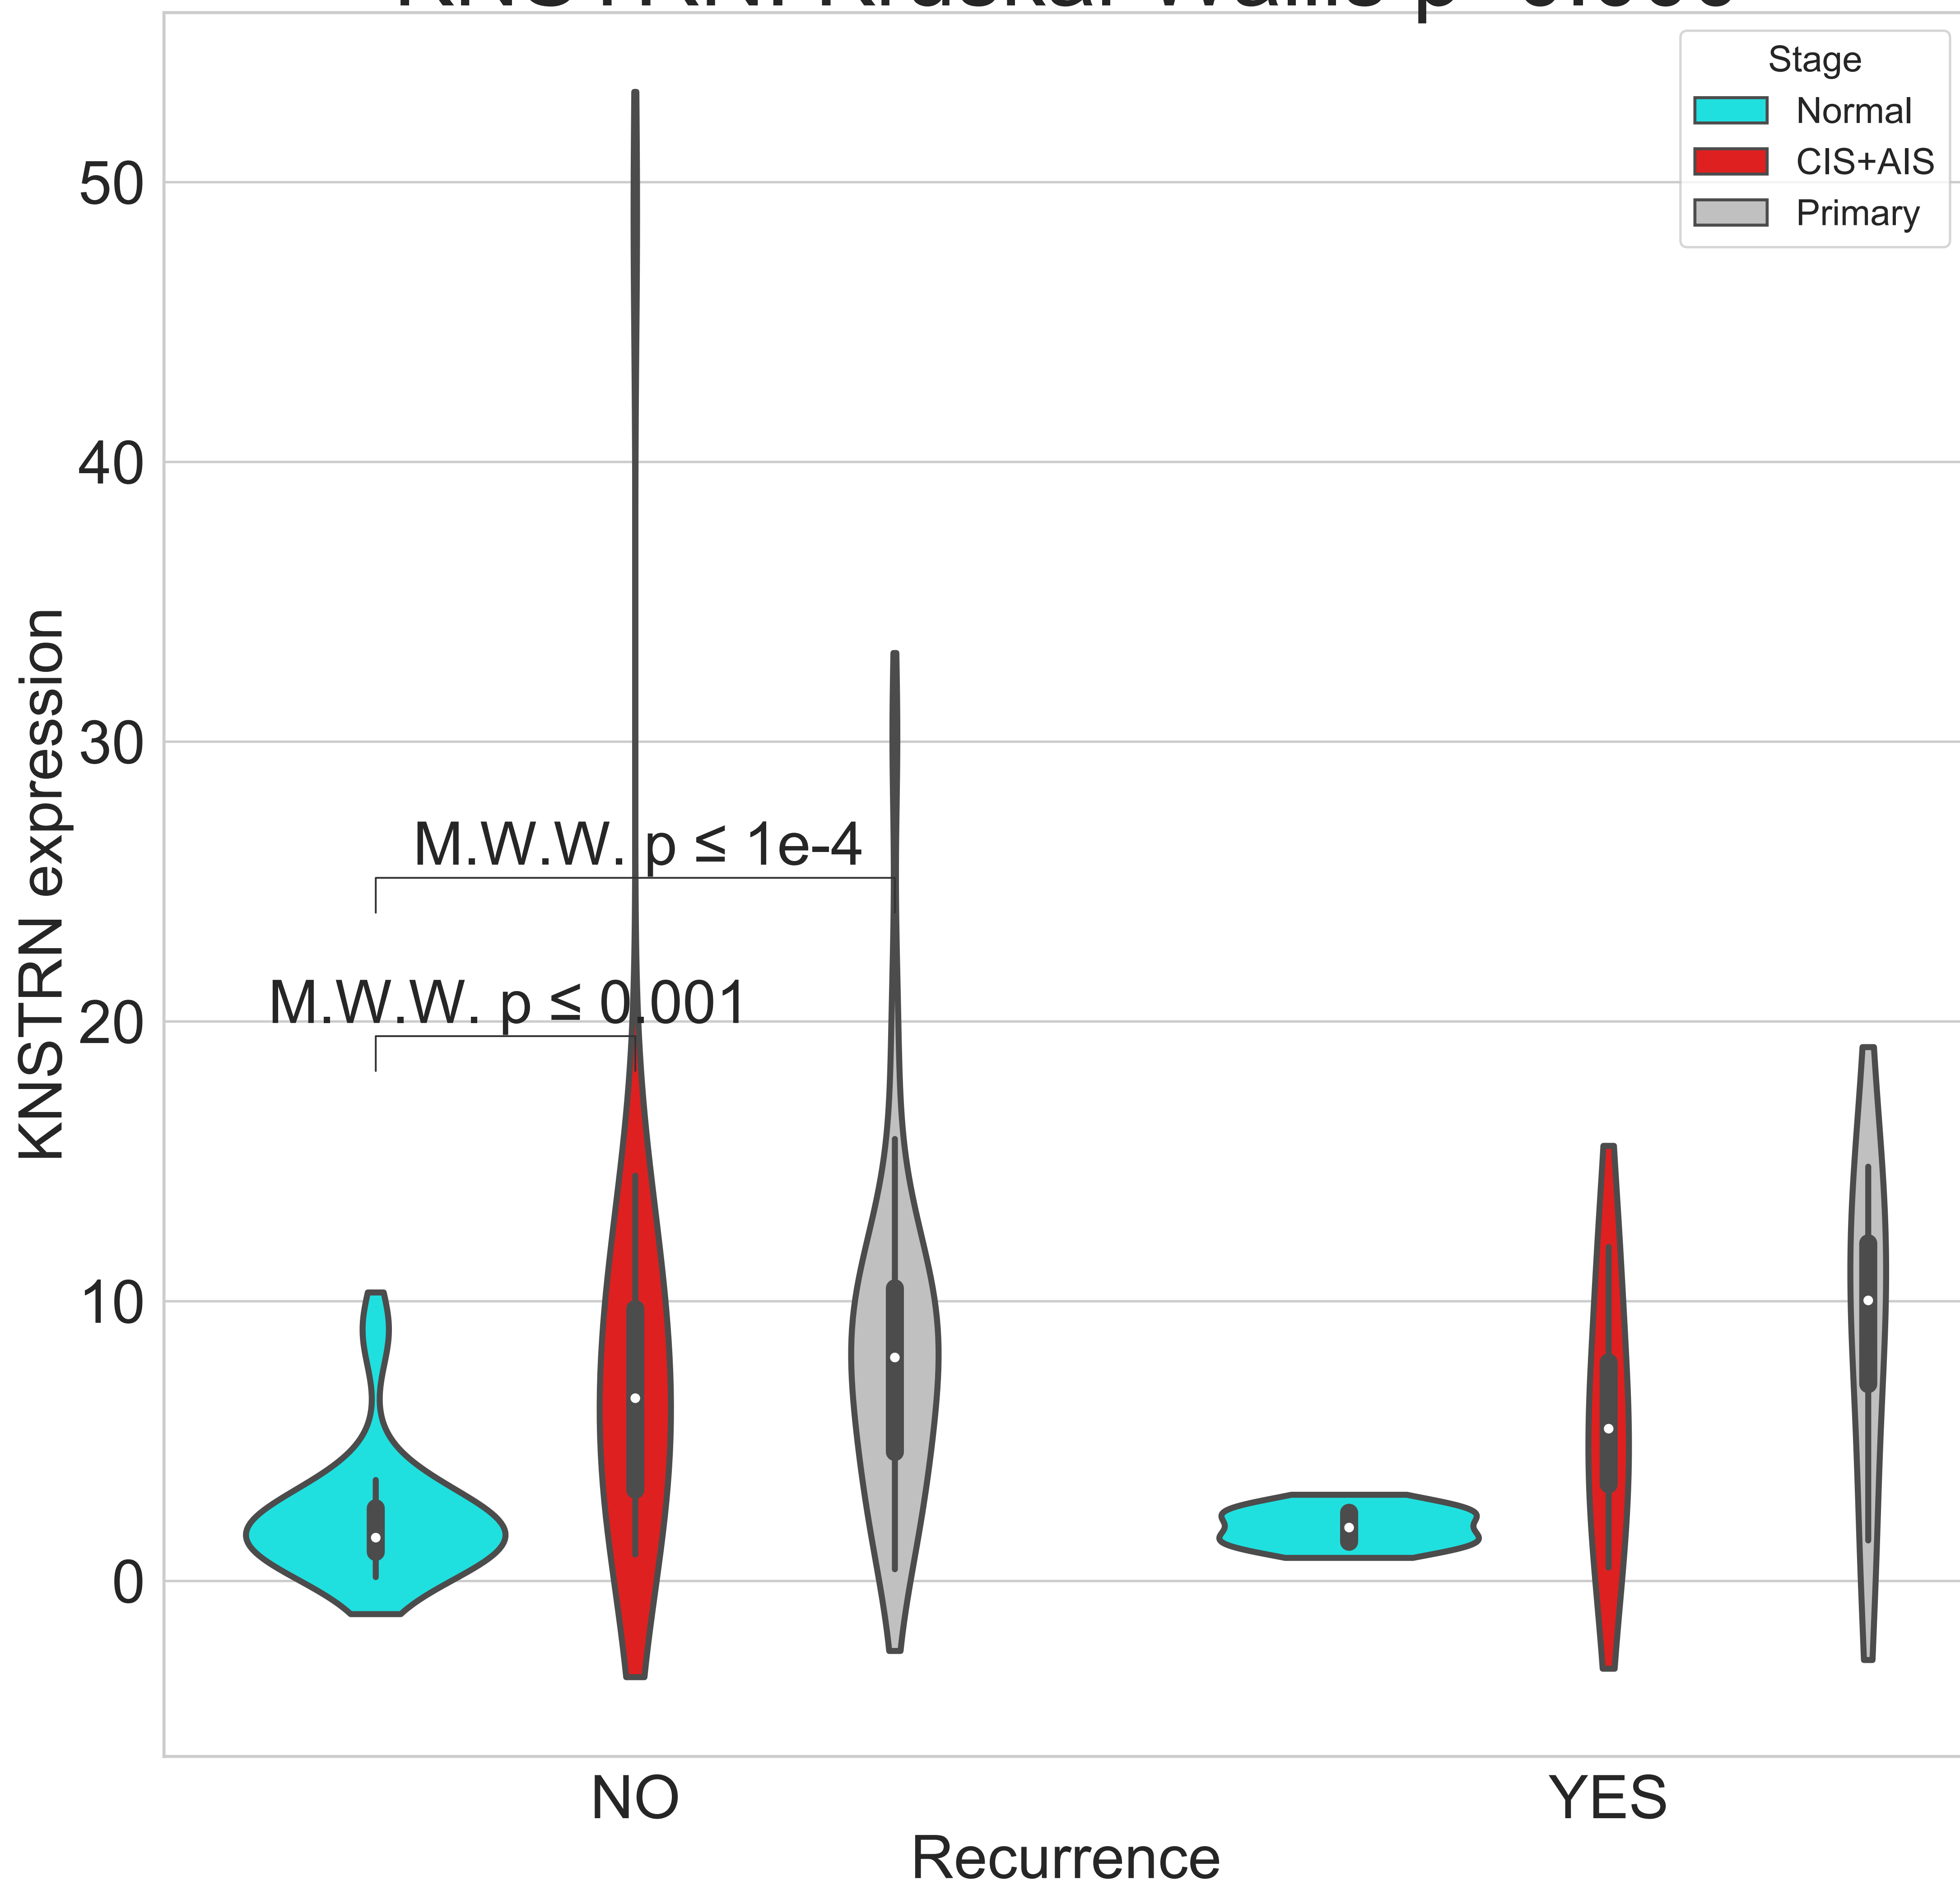 Stage
Normal
CIS+AIS
Primary
50
40
30
20
10
0
KNSTRN expression
M.W.W. p ≤ 1e-4
M.W.W. p ≤ 0.001
NO
YES
Recurrence